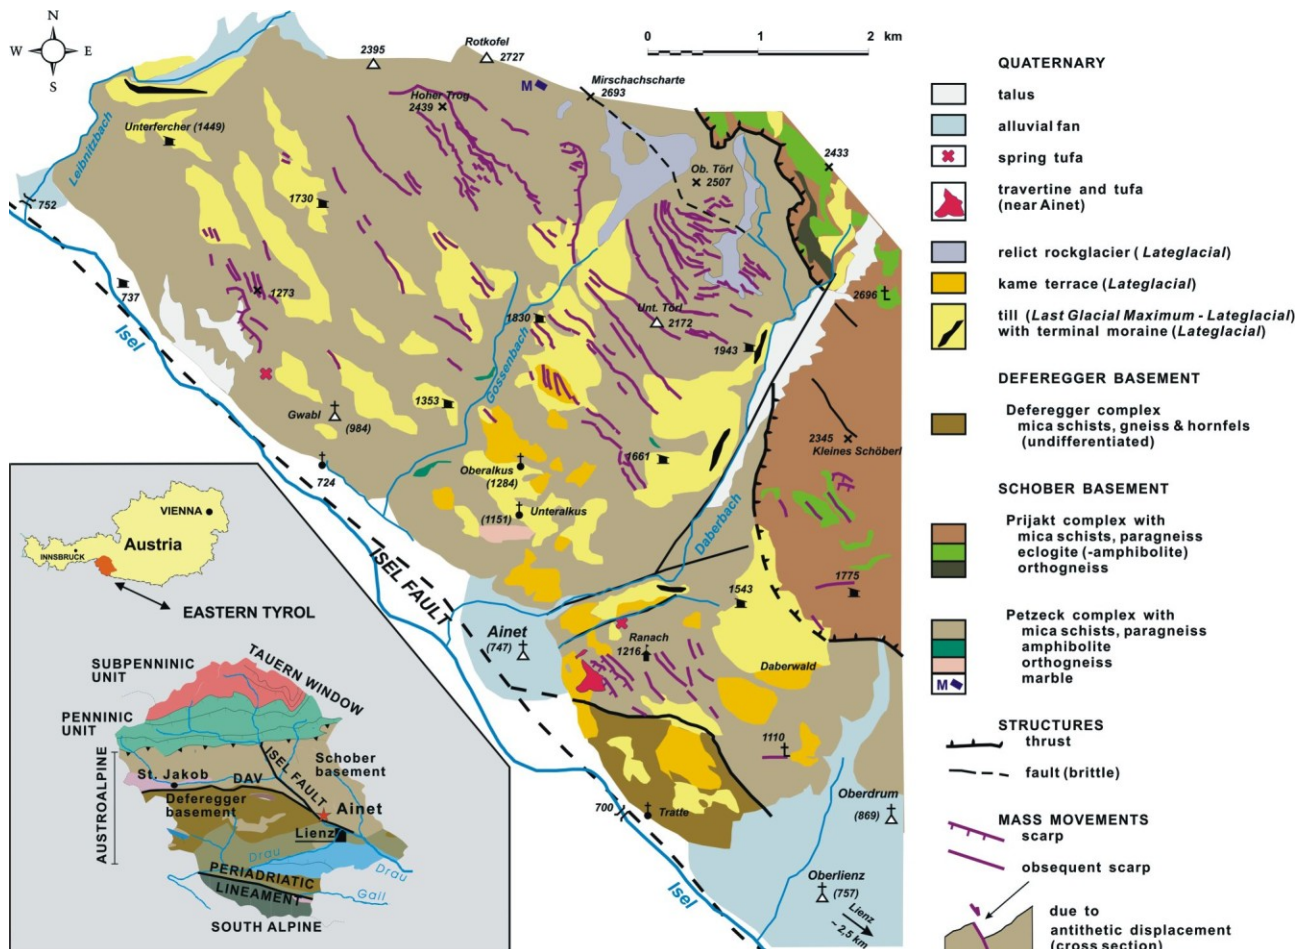 N
W
E
S
2395
Rotkofel
2727
0
1
2 km
Mirschachscharte
2693
M
Hoher Trog
2439
Unterfercher (1449)
Leibnitzbach
752
1730
Ob. Törl
2507
2433
737
1273
Isel
1830
Unt. Törl
2172
2696
1943
Gossenbach
Gwabl
(984)
1353
2345
Kleines Schöberl
724
Oberalkus
(1284)
1661
(1151)
Unteralkus
Daberbach
ISEL FAULT
1775
1543
Ainet
(747)
Ranach
1216
Daberwald
1110
700
Tratte
Oberdrum
(869)
Oberlienz
(757)
Isel
Lienz
~ 2,5 km
VIENNA
INNSBRUCK
Austria
EASTERN TYROL
SUBPENNINIC
UNIT
TAUERN WINDOW
PENNINIC
UNIT
AUSTROALPINE
St. Jakob
DAV
ISEL FAULT
Schober
basement
Deferegger
basement
Ainet
Lienz
Drau
Drau
PERIADRIATIC
LINEAMENT
Gail
SOUTH ALPINE
QUATERNARY
talus
alluvial fan
spring tufa
travertine and tufa
(near Ainet)
relict rockglacier ( Lateglacial)
kame terrace (Lateglacial)
till (Last Glacial Maximum - Lateglacial)
with terminal moraine (Lateglacial)
DEFEREGGER BASEMENT
Deferegger complex
mica schists, gneiss & hornfels
(undifferentiated)
SCHOBER BASEMENT
Prijakt complex with
mica schists, paragneiss
eclogite (-amphibolite)
orthogneiss
Petzeck complex with
mica schists, paragneiss
amphibolite
orthogneiss
M
marble
STRUCTURES
thrust
fault (brittle)
MASS MOVEMENTS
scarp
obsequent scarp
due to
antithetic displacement
(cross section)